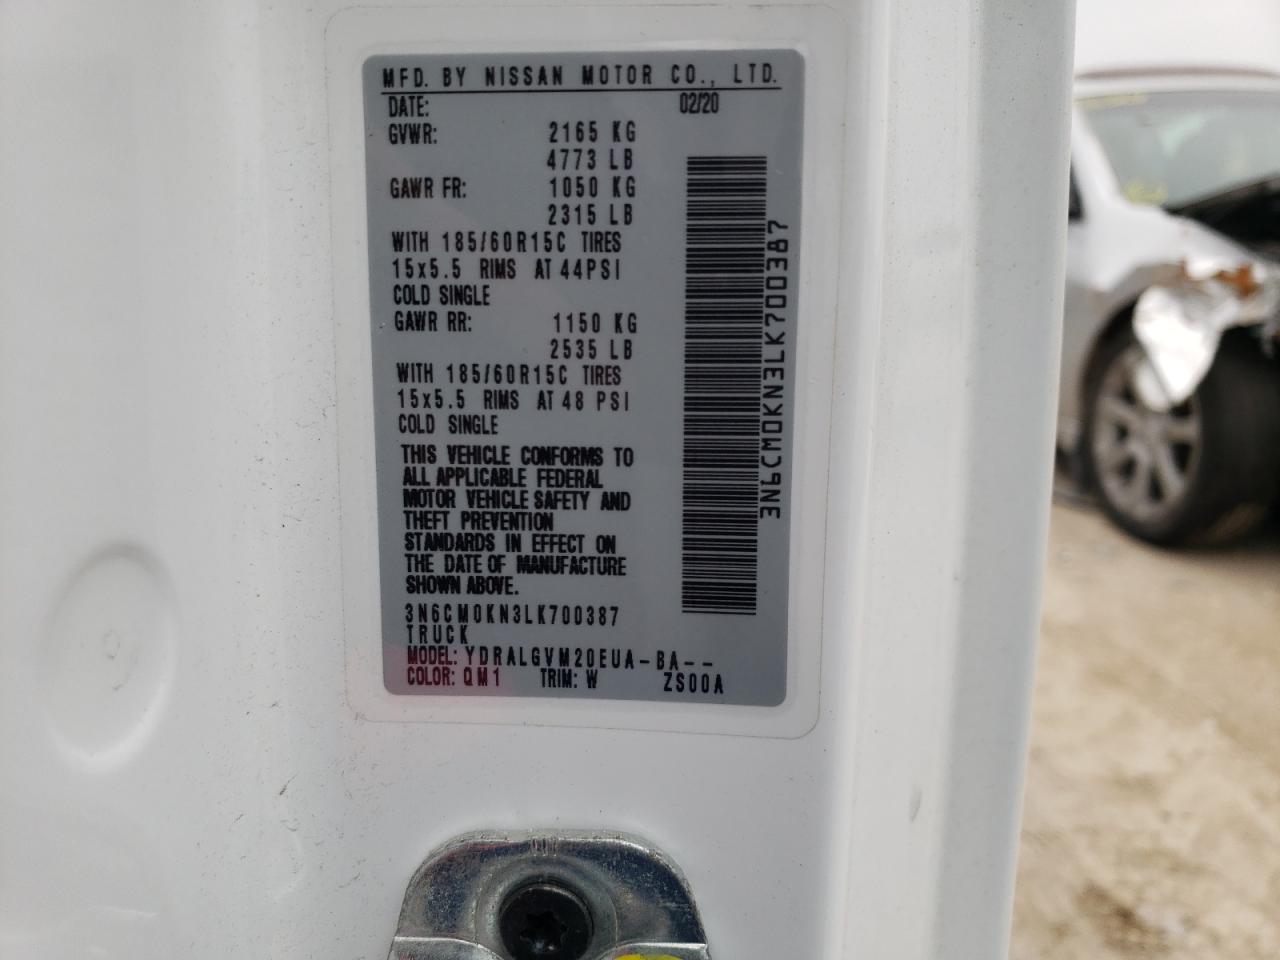 MFD. BY NISSAN MOTOR CO., LTD.
DATE: 02/20
GVWR: 2165 KG
4773 LB
GAWR FR: 1050 KG
2315 LB
WITH 185/60R15C TIRES
15x5.5 RIMS AT 44PSI
COLD SINGLE
GAWR RR: 1150 KG
2535 LB
WITH 185/60R15C TIRES
15x5.5 RIMS AT 48 PSI
COLD SINGLE
THIS VEHICLE CONFORMS TO
ALL APPLICABLE FEDERAL
MOTOR VEHICLE SAFETY AND
THEFT PREVENTION
STANDARDS IN EFFECT ON
THE DATE OF MANUFACTURE
SHOWN ABOVE.
3N6CM0KN3LK700387
TRUCK
MODEL: YDRALGVM20EUA-BA--
COLOR: QM1 TRIM: W ZS00A
3N6CM0KN3LK700387